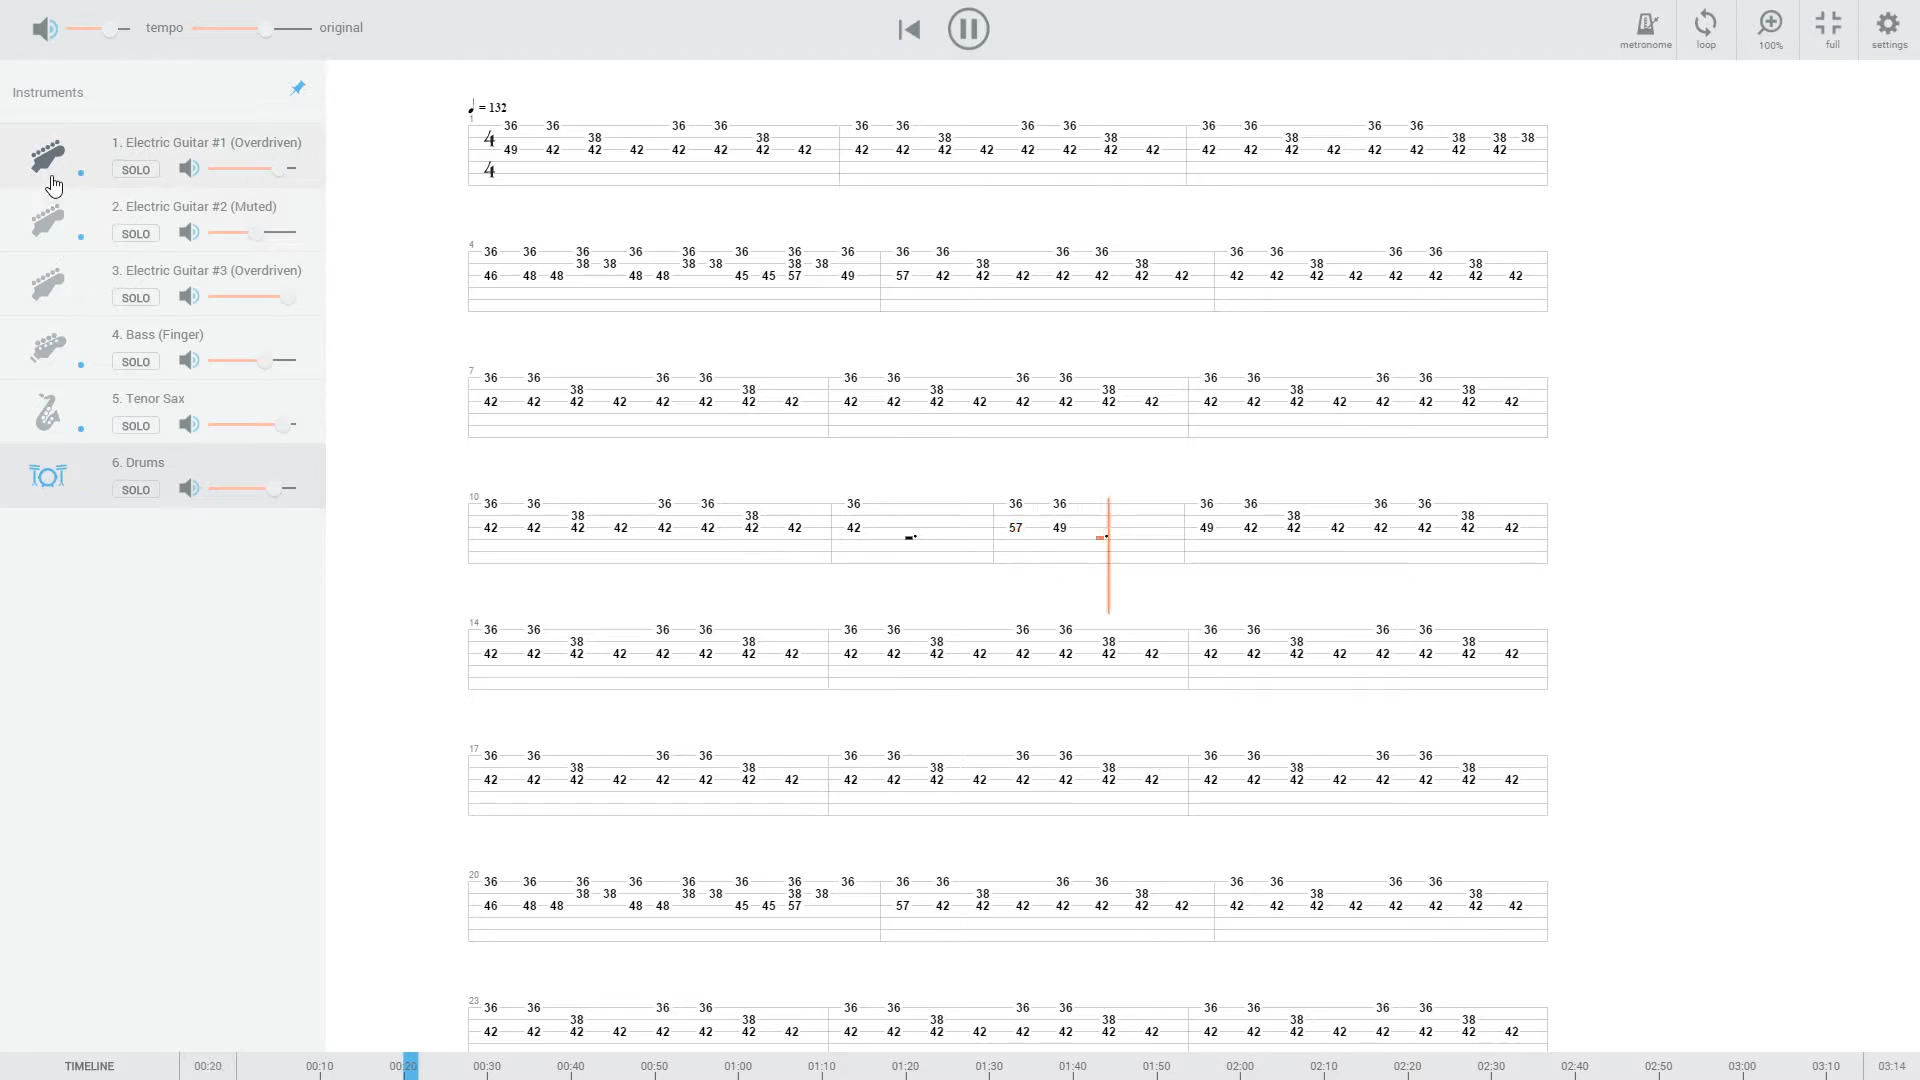 tempo original
metronome loop 100% full settings
Instruments
1. Electric Guitar #1 (Overdriven)
SOLO
2. Electric Guitar #2 (Muted)
SOLO
3. Electric Guitar #3 (Overdriven)
SOLO
4. Bass (Finger)
SOLO
5. Tenor Sax
SOLO
6. Drums
SOLO
= 132
1
36 36 36 36 36 36 36 36 36 36 36 36
4 38 38 38 38 38 38 38 38
49 42 42 42 42 42 42 42 42 42 42 42 42 42 42 42 42 42 42 42 42 42 42 42
4
4
36 36 36 36 36 36 36 36 36 36 36 36 36 36 36 36
38 38 38 38 38 38 38 38 38 38
46 48 48 48 48 45 45 57 49 57 42 42 42 42 42 42 42 42 42 42 42 42 42 42 42
7
36 36 36 36 36 36 36 36 36 36 36 36
38 38 38 38 38 38
42 42 42 42 42 42 42 42 42 42 42 42 42 42 42 42 42 42 42 42 42 42 42 42
10
36 36 36 36 36 36 36 36 36 36 36
38 38 38 38
42 42 42 42 42 42 42 42 42 57 49 49 42 42 42 42 42 42 42
14
36 36 36 36 36 36 36 36 36 36 36 36
38 38 38 38 38 38
42 42 42 42 42 42 42 42 42 42 42 42 42 42 42 42 42 42 42 42 42 42 42 42
17
36 36 36 36 36 36 36 36 36 36 36 36
38 38 38 38 38 38
42 42 42 42 42 42 42 42 42 42 42 42 42 42 42 42 42 42 42 42 42 42 42 42
20
36 36 36 36 36 36 36 36 36 36 36 36 36 36 36 36
38 38 38 38 38 38 38 38 38 38
46 48 48 48 48 45 45 57 57 42 42 42 42 42 42 42 42 42 42 42 42 42 42 42
23
36 36 36 36 36 36 36 36 36 36 36 36
38 38 38 38 38 38
42 42 42 42 42 42 42 42 42 42 42 42 42 42 42 42 42 42 42 42 42 42 42 42
TIMELINE 00:20 00:10 00:20 00:30 00:40 00:50 01:00 01:10 01:20 01:30 01:40 01:50 02:00 02:10 02:20 02:30 02:40 02:50 03:00 03:10 03:14